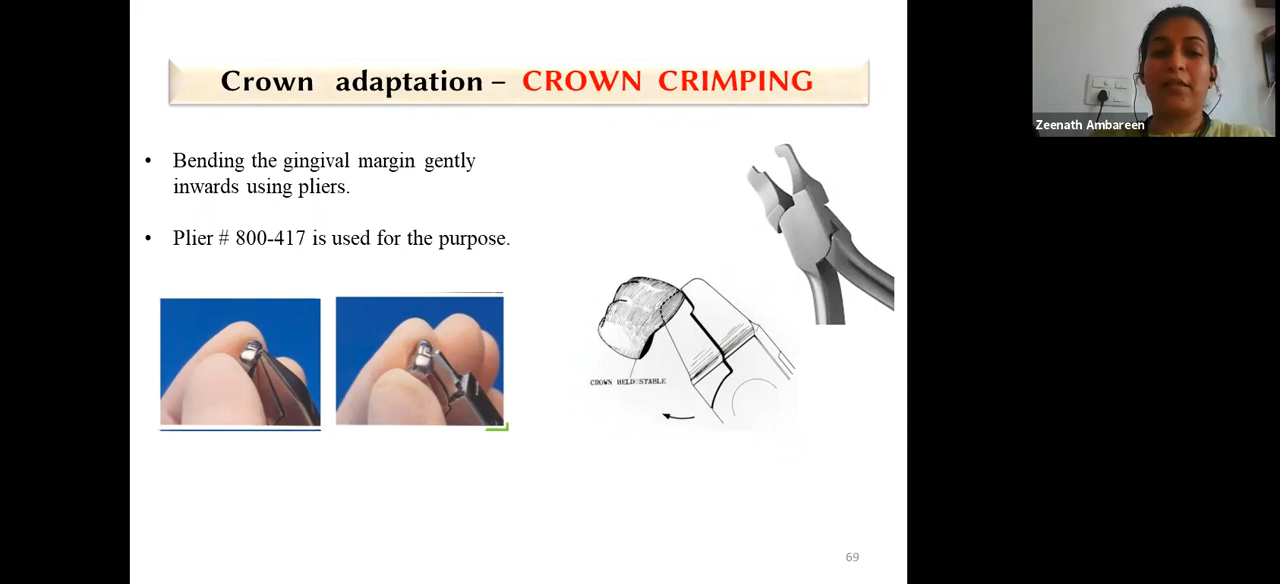 Crown adaptation – CROWN CRIMPING
Zeenath Ambareen
• Bending the gingival margin gently
inwards using pliers.
• Plier # 800-417 is used for the purpose.
CROWN HELD STABLE
69